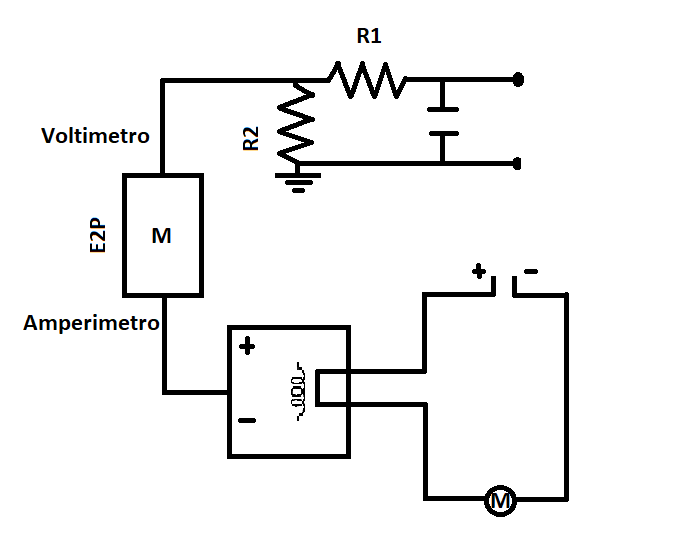 R1
Voltimetro
R2
E2P
M
Amperimetro
+
-
+ -
M